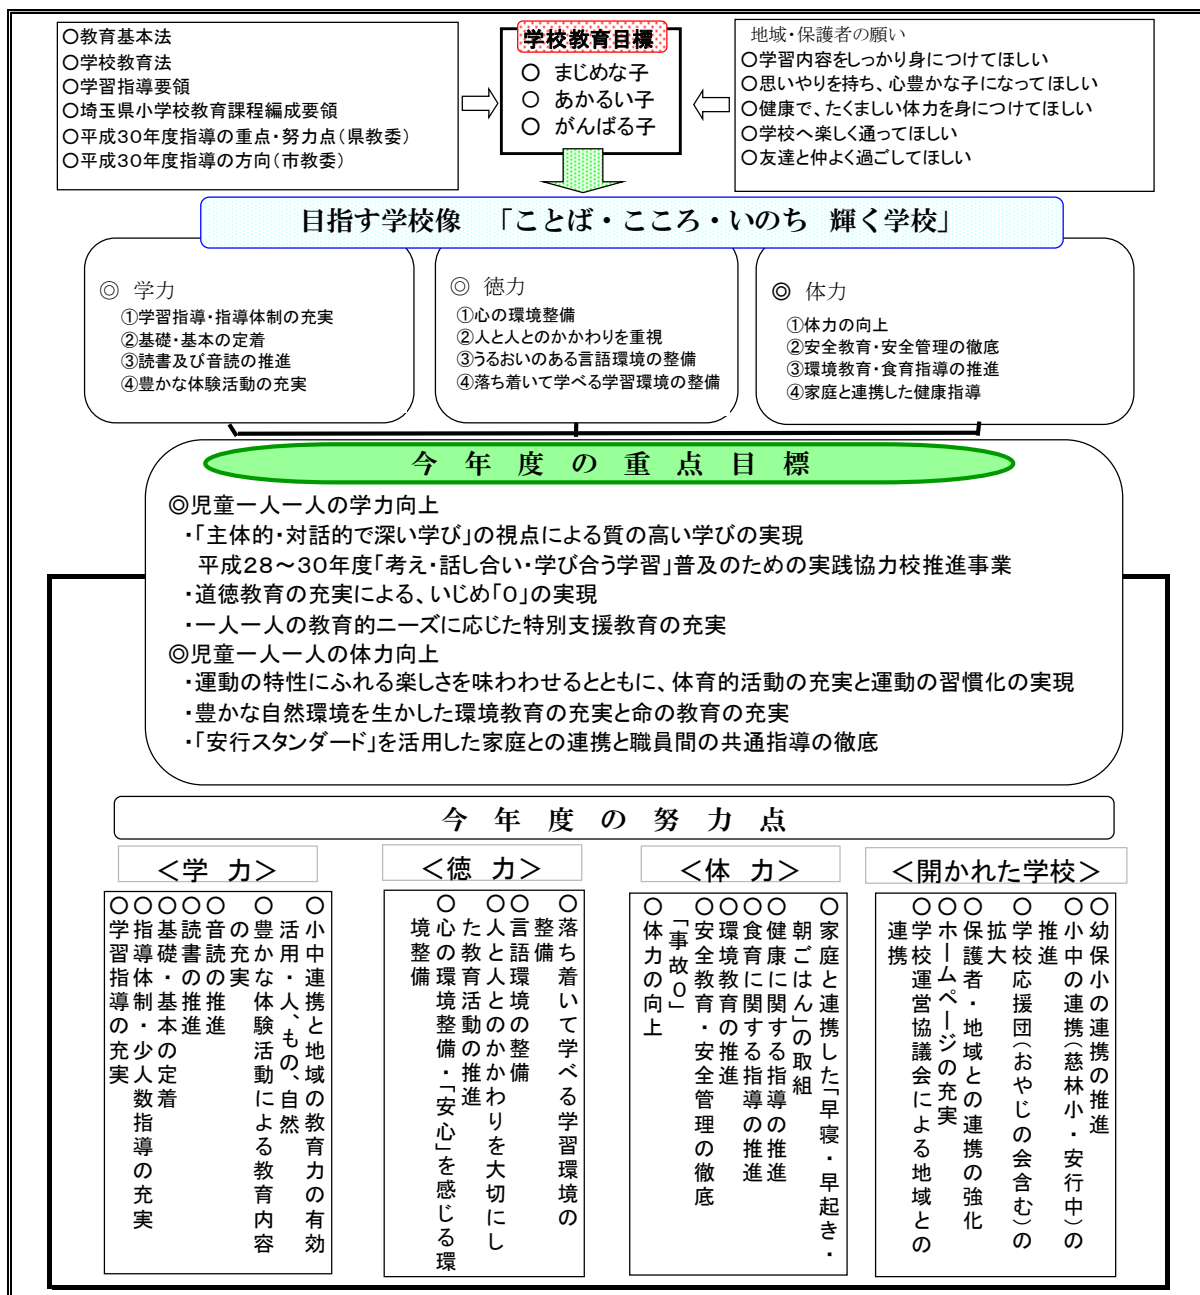 ○教育基本法
○学校教育法
○学習指導要領
○埼玉県小学校教育課程編成要領
○平成30年度指導の重点・努力点(県教委)
○平成30年度指導の方向(市教委)
学校教育目標
○ まじめな子
○ あかるい子
○ がんばる子
地域・保護者の願い
○学習内容をしっかり身につけてほしい
○思いやりを持ち、心豊かな子になってほしい
○健康で、たくましい体力を身につけてほしい
○学校へ楽しく通ってほしい
○友達と仲よく過ごしてほしい
目指す学校像 「ことば・こころ・いのち 輝く学校」
◎ 学力
①学習指導・指導体制の充実
②基礎・基本の定着
③読書及び音読の推進
④豊かな体験活動の充実
◎ 徳力
①心の環境整備
②人と人とのかかわりを重視
③うるおいのある言語環境の整備
④落ち着いて学べる学習環境の整備
◎ 体力
①体力の向上
②安全教育・安全管理の徹底
③環境教育・食育指導の推進
④家庭と連携した健康指導
今 年 度 の 重 点 目 標
◎児童一人一人の学力向上
・「主体的・対話的で深い学び」の視点による質の高い学びの実現
平成28～30年度「考え・話し合い・学び合う学習」普及のための実践協力校推進事業
・道徳教育の充実による、いじめ「0」の実現
・一人一人の教育的ニーズに応じた特別支援教育の充実
◎児童一人一人の体力向上
・運動の特性にふれる楽しさを味わわせるとともに、体育的活動の充実と運動の習慣化の実現
・豊かな自然環境を生かした環境教育の充実と命の教育の充実
・「安行スタンダード」を活用した家庭との連携と職員間の共通指導の徹底
今 年 度 の 努 力 点
＜学 力＞
○小中連携と地域の教育力の有効
活用・人、もの、自然
○豊かな体験活動による教育内容
の充実
○音読の推進
○読書の推進
○基礎・基本の定着
○指導体制・少人数指導の充実
○学習指導の充実
＜徳 力＞
○落ち着いて学べる学習環境の
整備
○言語環境の整備
○人と人とのかかわりを大切にし
た教育活動の推進
○心の環境整備・「安心」を感じる環
境整備
＜体 力＞
○家庭と連携した「早寝・早起き・
朝ごはん」の取組
○健康に関する指導の推進
○食育に関する指導の推進
○環境教育の推進
○安全教育・安全管理の徹底
「事故0」
○体力の向上
＜開かれた学校＞
○幼保小の連携の推進
○小中の連携(慈林小・安行中)の
推進
○学校応援団(おやじの会含む)の
拡大
○保護者・地域との連携の強化
○ホームページの充実
○学校運営協議会による地域との
連携